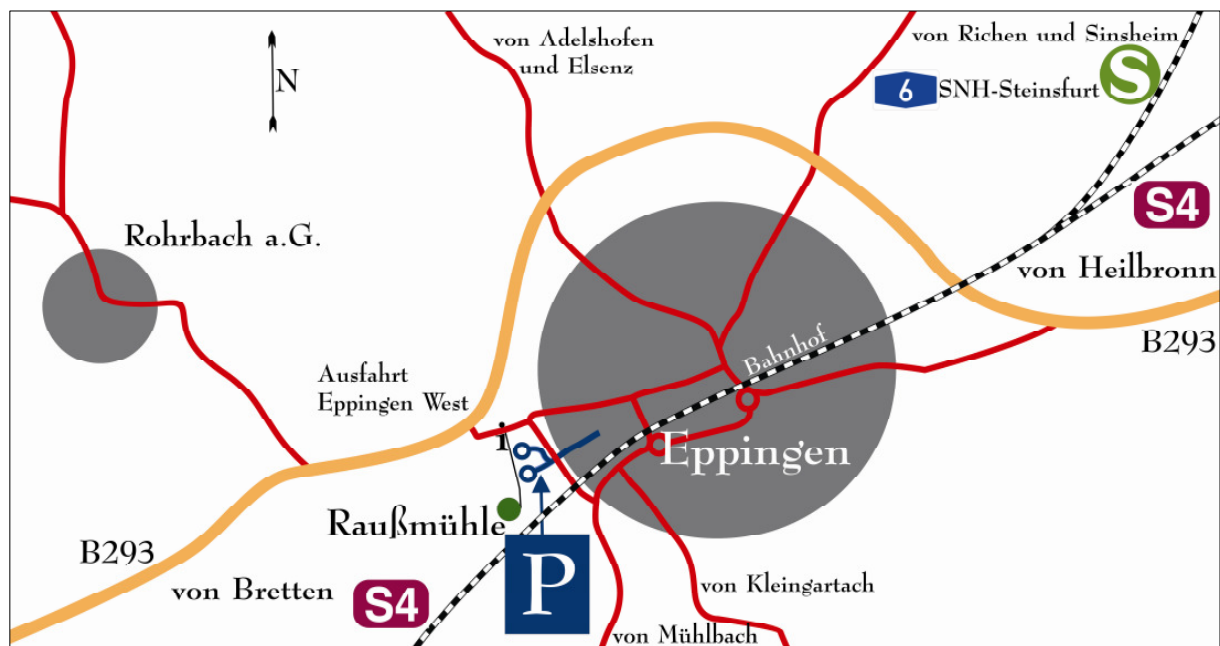 von Adelshofen
und Elsenz
von Richen und Sinsheim
6
SNH-Steinsfurt
S
N
S4
Rohrbach a.G.
von Heilbronn
B293
Bahnhof
Ausfahrt
Eppingen West
i
Eppingen
Raußmühle
B293
P
von Bretten
S4
von Kleingartach
von Mühlbach